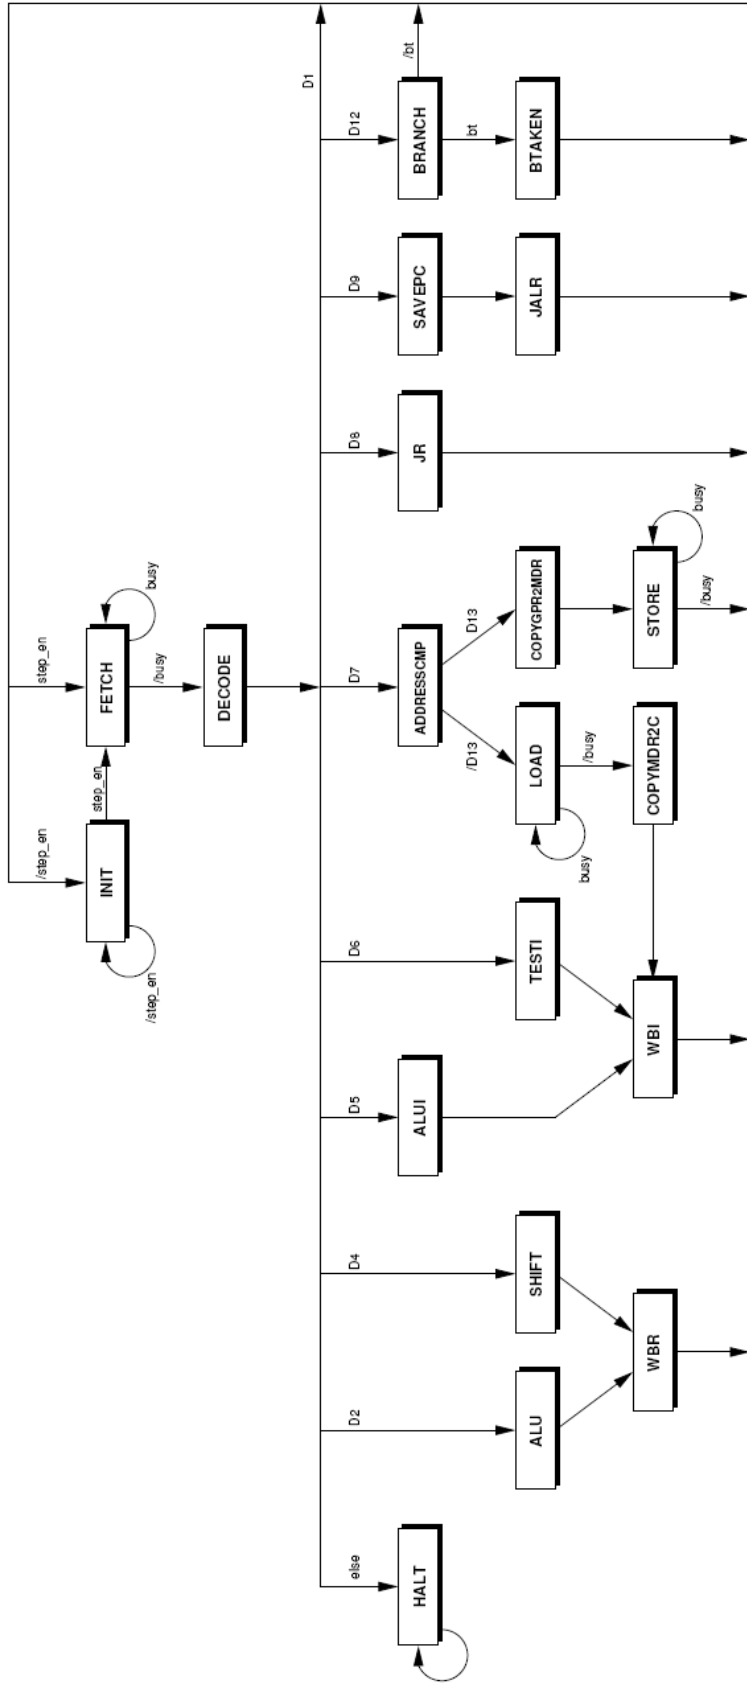 /step_en
step_en
INIT
step_en
FETCH
/step_en
busy
/busy
DECODE
D1
else
D2
D4
D5
D6
D7
D8
D9
D12
HALT
ALUI
ADDRESSCMP
JR
SAVEPC
BRANCH
/bt
/D13
D13
bt
ALU
SHIFT
TESTI
LOAD
COPYGPR2MDR
JALR
BTAKEN
busy
/busy
WBR
WBI
COPYMDR2C
STORE
busy
/busy